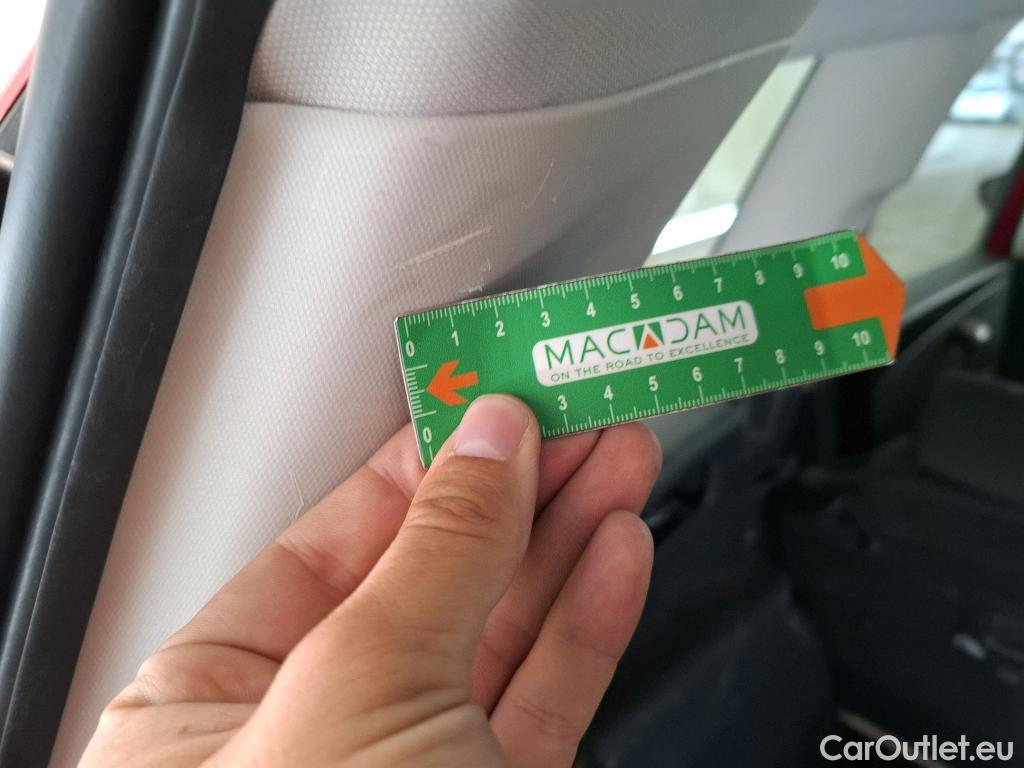 0 1 2 3 4 5 6 7 8 9 10
MACADAM
ON THE ROAD TO EXCELLENCE
0 3 4 5 6 7 8 9 10
CarOutlet.eu